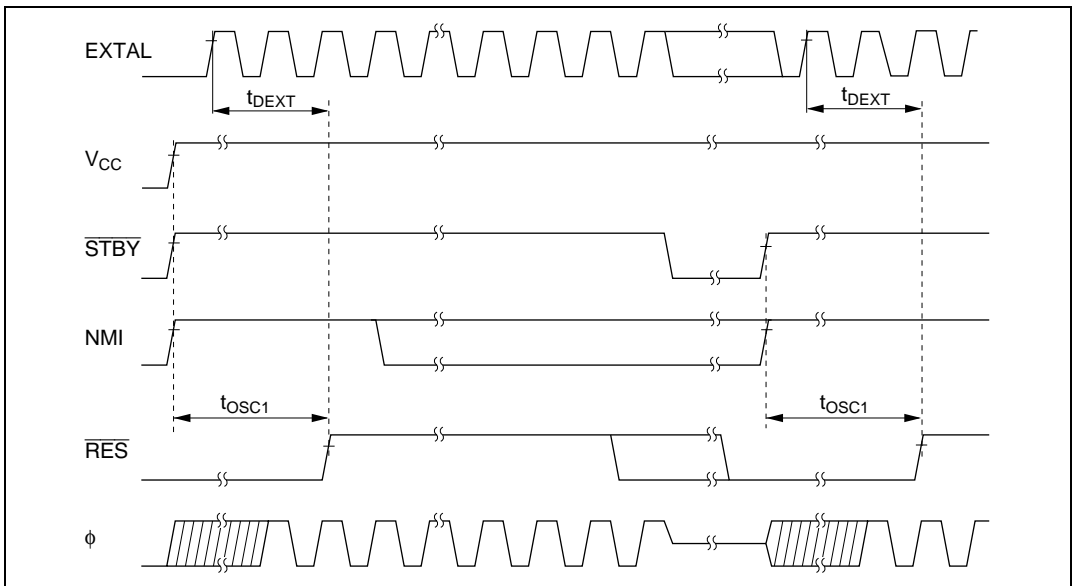 EXTAL
tDEXT tDEXT
VCC
STBY
NMI
tOSC1 tOSC1
RES
ϕ